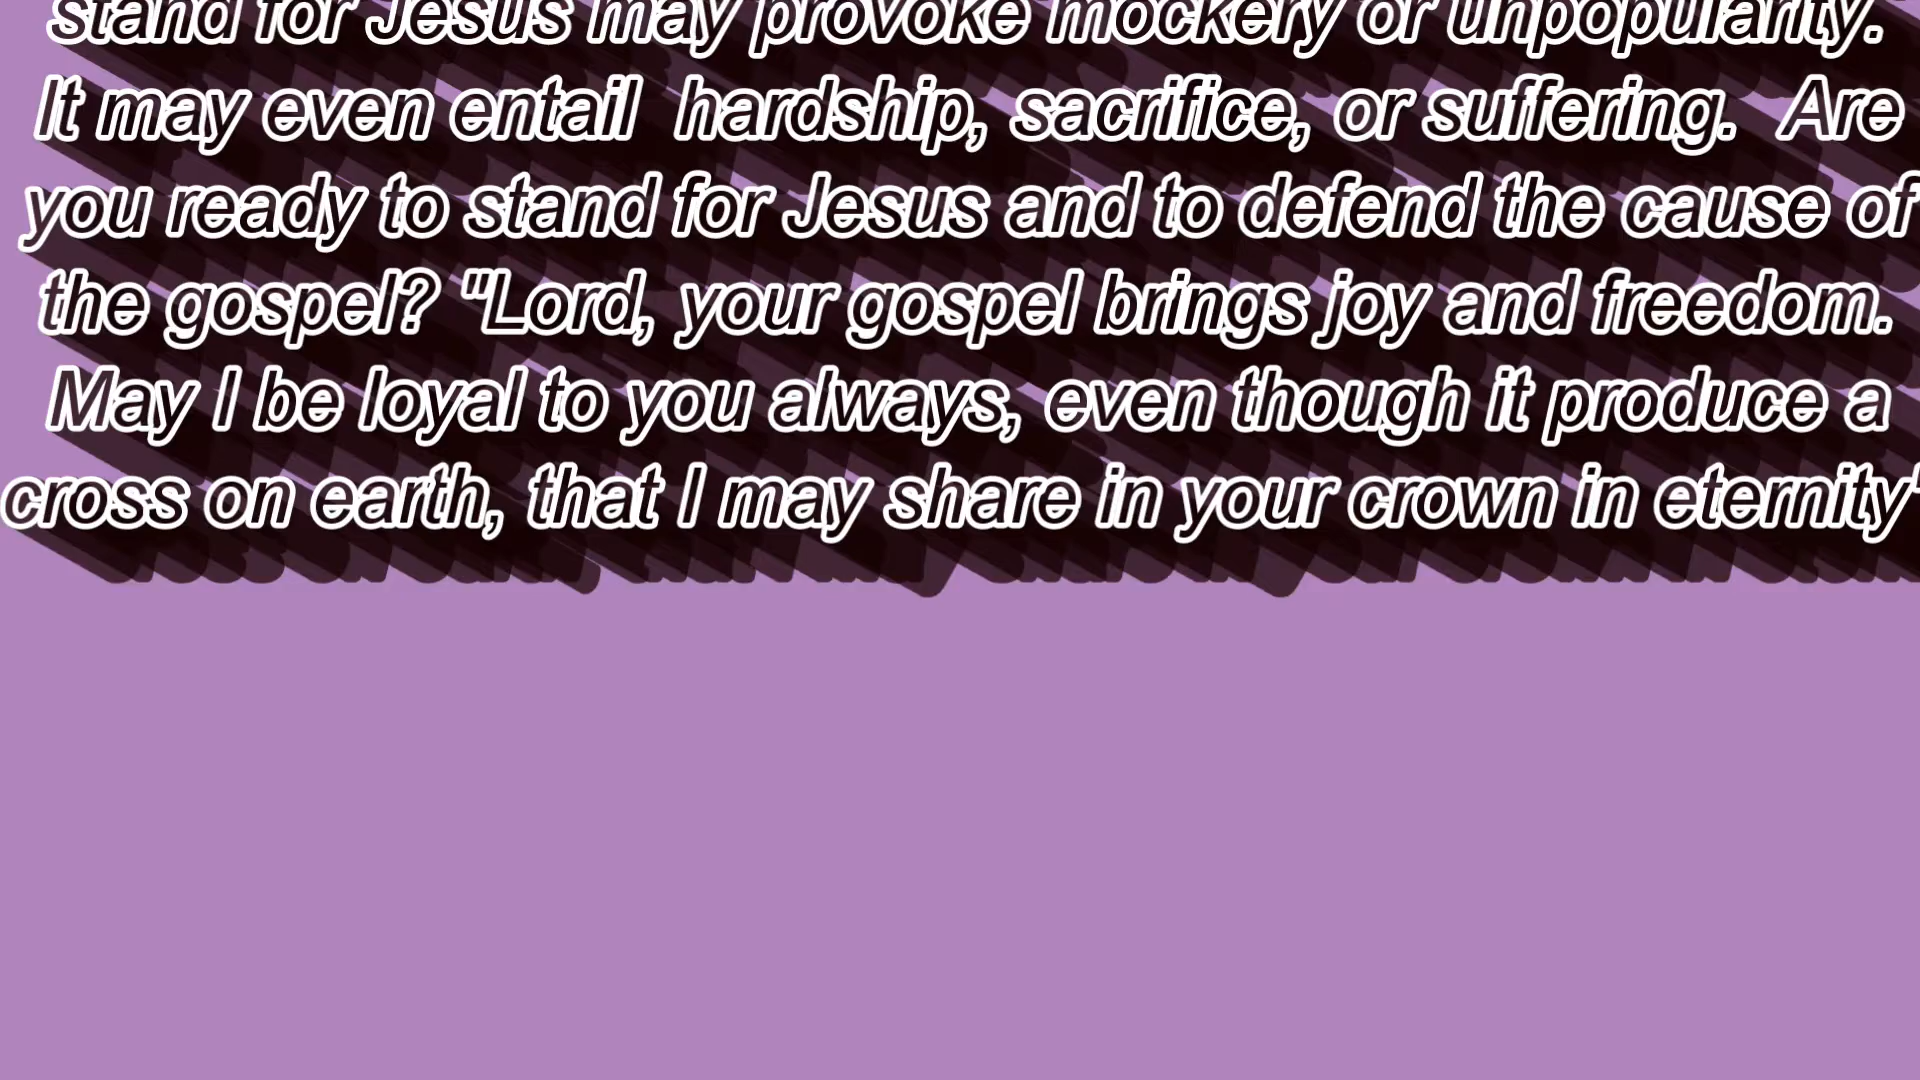 stand for Jesus may provoke mockery or unpopularity.
It may even entail  hardship, sacrifice, or suffering.  Are
you ready to stand for Jesus and to defend the cause of
the gospel? "Lord, your gospel brings joy and freedom.
May I be loyal to you always, even though it produce a
cross on earth, that I may share in your crown in eternity"